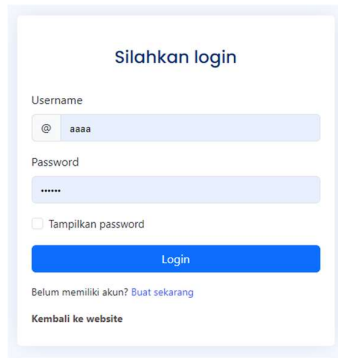 Silahkan login
Username
@ aaaa
Password
••••••
Tampilkan password
Login
Belum memiliki akun? Buat sekarang
Kembali ke website